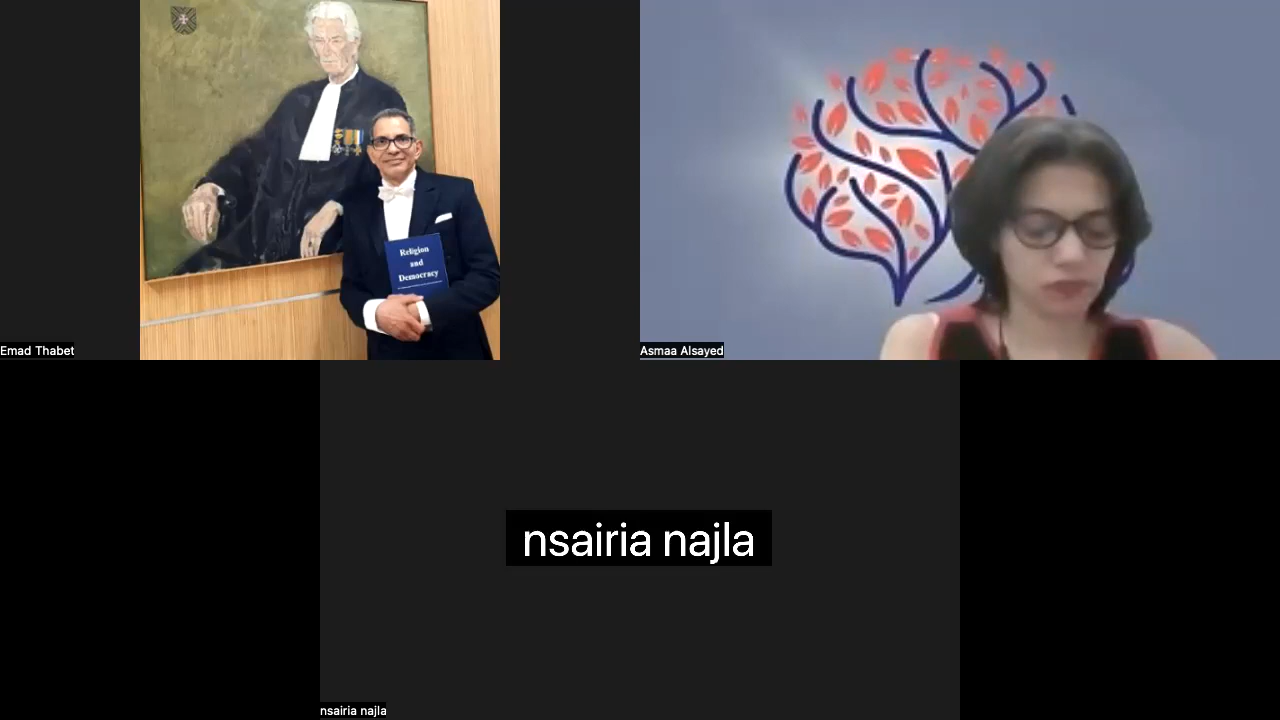 Religion
and
Democracy
Emad Thabet
Asmaa Alsayed
nsairia najla
nsairia najla